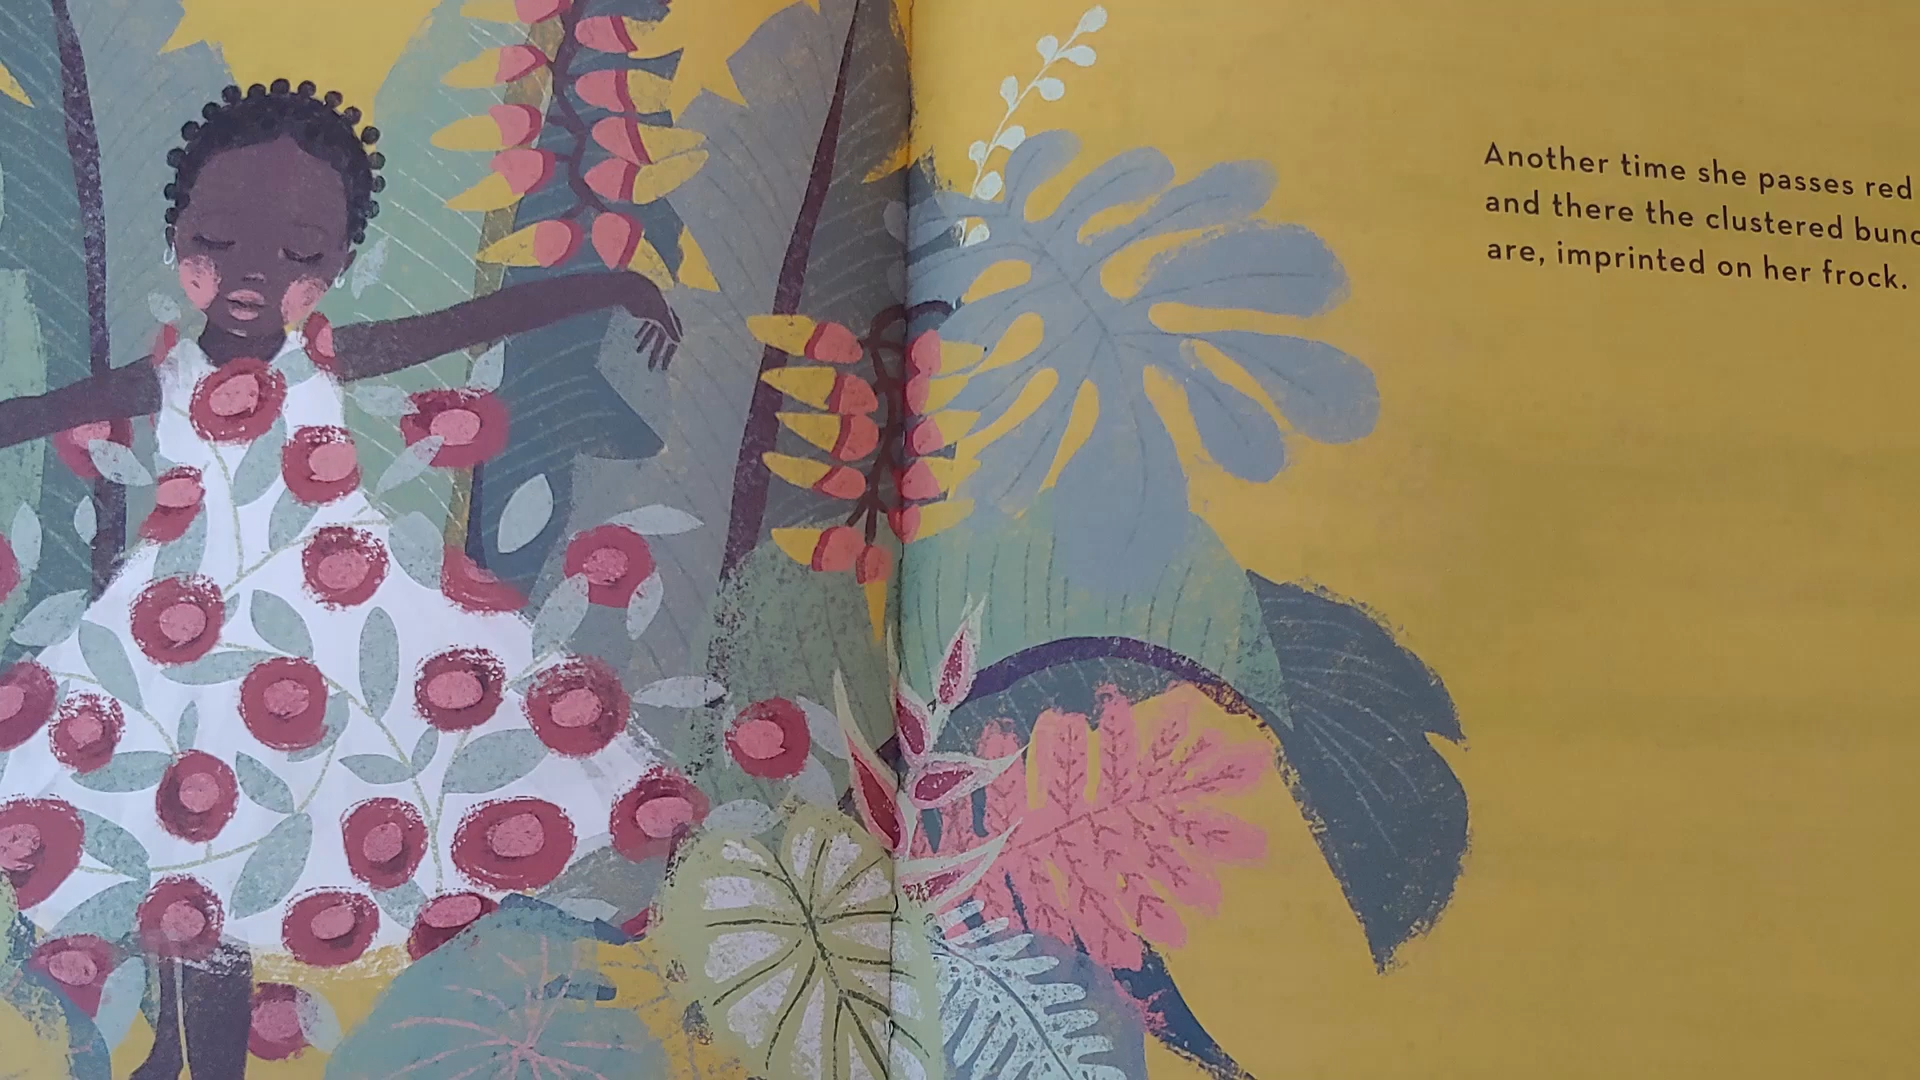 Another time she passes red
and there the clustered
are, imprinted on her frock.